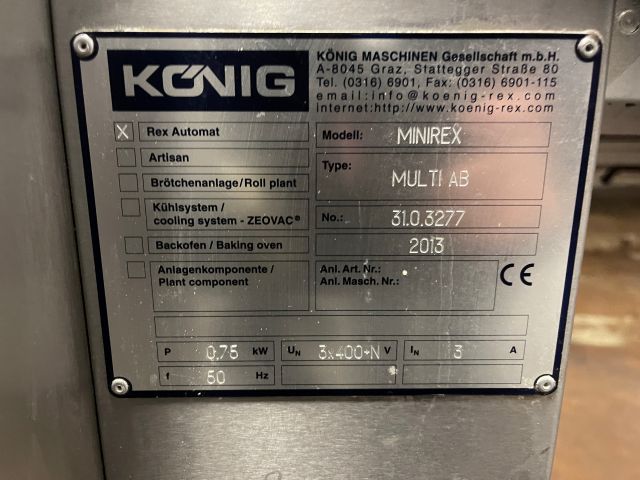 KÖNIG
KÖNIG MASCHINEN Gesellschaft m.b.H.
A-8045 Graz, Stattegger Straße 80
Tel. (0316) 6901, Fax: (0316) 6901-115
email: info@koenig-rex.com
Internet: http://www.koenig-rex.com
X Rex Automat
Artisan
Brötchenanlage/Roll plant
Kühlsystem /
cooling system - ZEOVAC®
Backofen / Baking oven
Anlagenkomponente /
Plant component
Modell: MINIREX
Type: MULTI AB
No.: 31.0.3277
2013
Anl. Art. Nr.:
Anl. Masch. Nr.:
CE
P 0,75 kW UN 3x400+N V IN 3 A
f 50 Hz